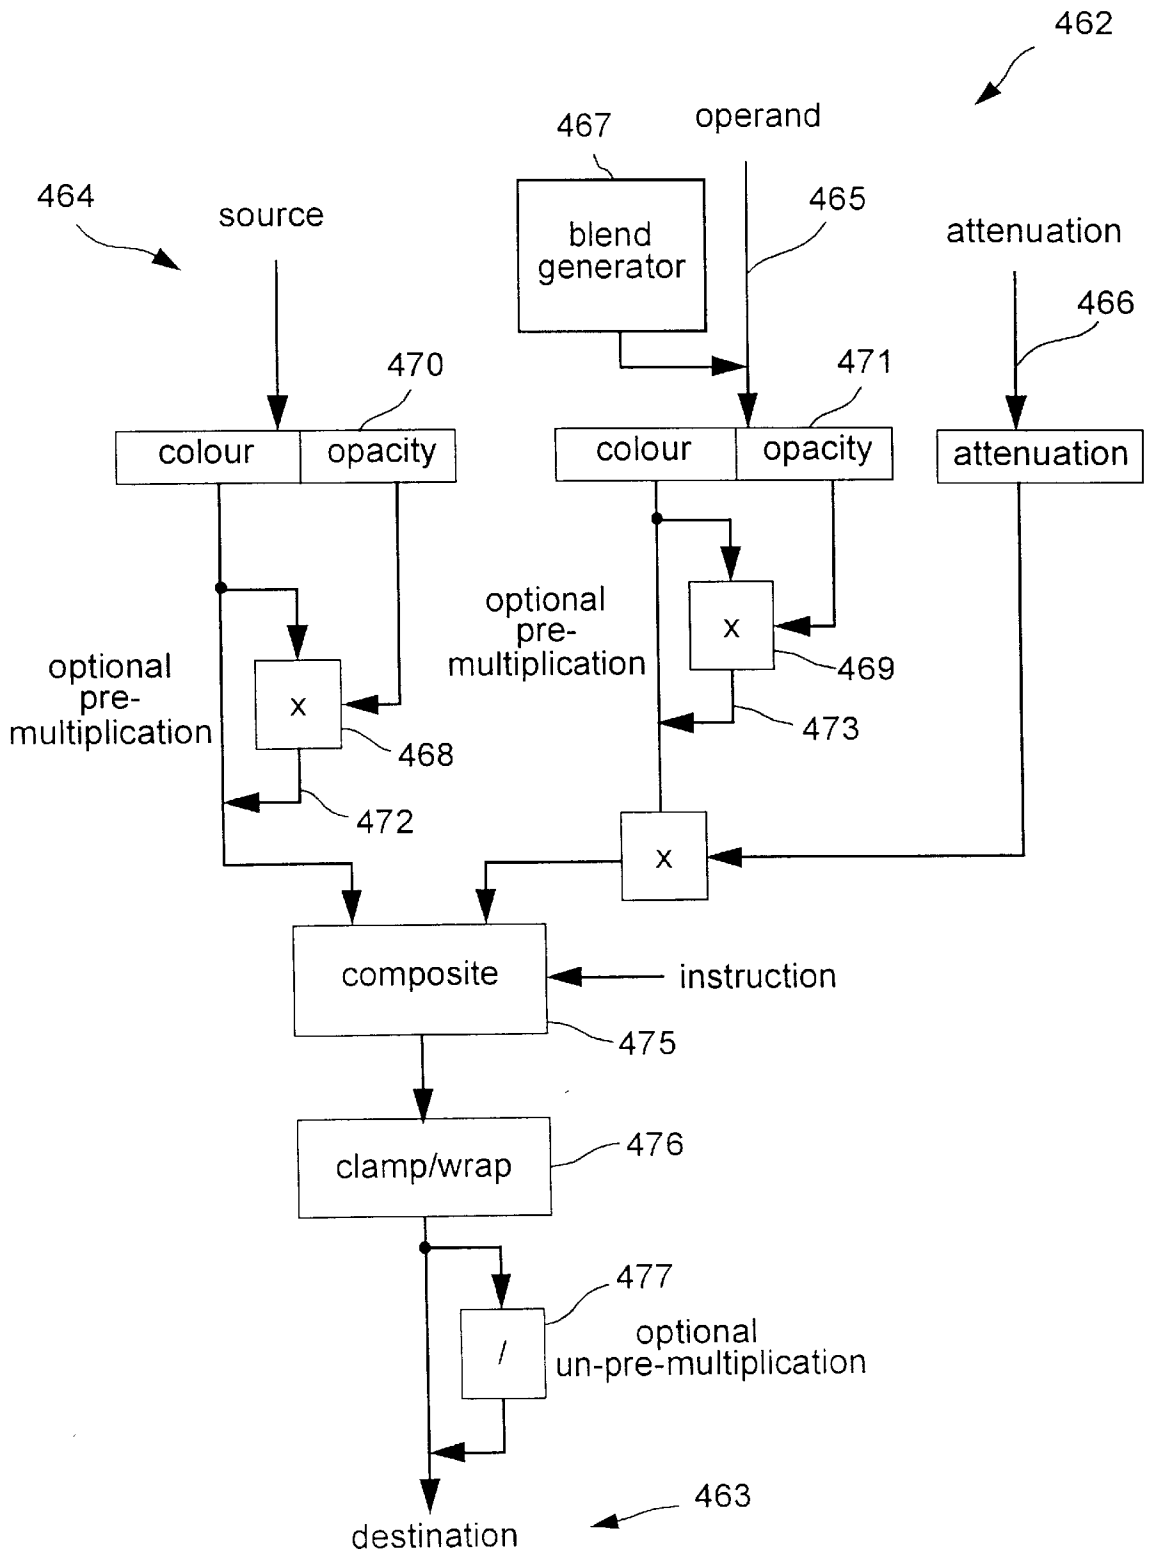 462
operand
467
464
source
blend
generator
465
attenuation
466
470
471
colour
opacity
colour
opacity
attenuation
optional
pre-
multiplication
x
469
optional
pre-
multiplication
x
468
473
472
x
composite
instruction
475
clamp/wrap
476
477
/
optional
un-pre-multiplication
463
destination